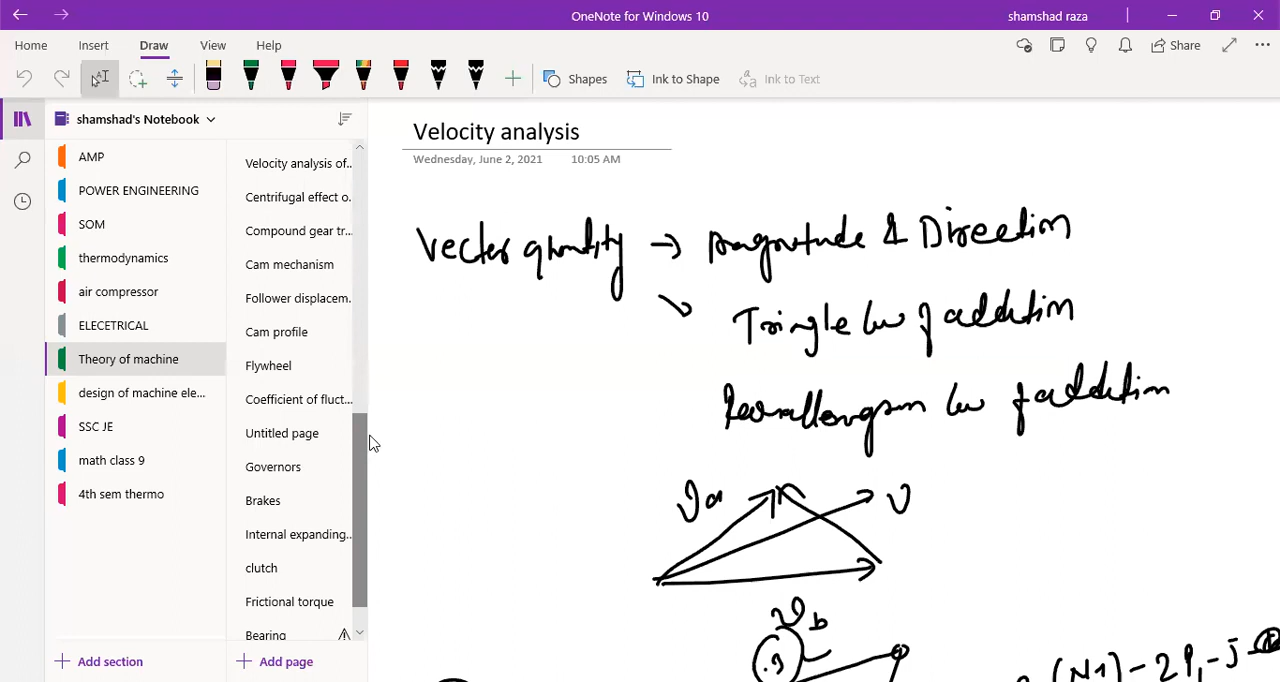 OneNote for Windows 10
shamshad raza
Home Insert Draw View Help
Share
Shapes Ink to Shape Ink to Text
shamshad's Notebook
AMP
POWER ENGINEERING
SOM
thermodynamics
air compressor
ELECETRICAL
Theory of machine
design of machine ele...
SSC JE
math class 9
4th sem thermo
Add section
Velocity analysis of...
Centrifugal effect o...
Compound gear tr...
Cam mechanism
Follower displacem...
Cam profile
Flywheel
Coefficient of fluct...
Untitled page
Governors
Brakes
Internal expanding...
clutch
Frictional torque
Bearing
Add page
Velocity analysis
Wednesday, June 2, 2021 10:05 AM
Vector quantity → magnitude & Direction
Tringle law of addition
law of addition
Va V
Vb
(N-1) - 2P1 - J -